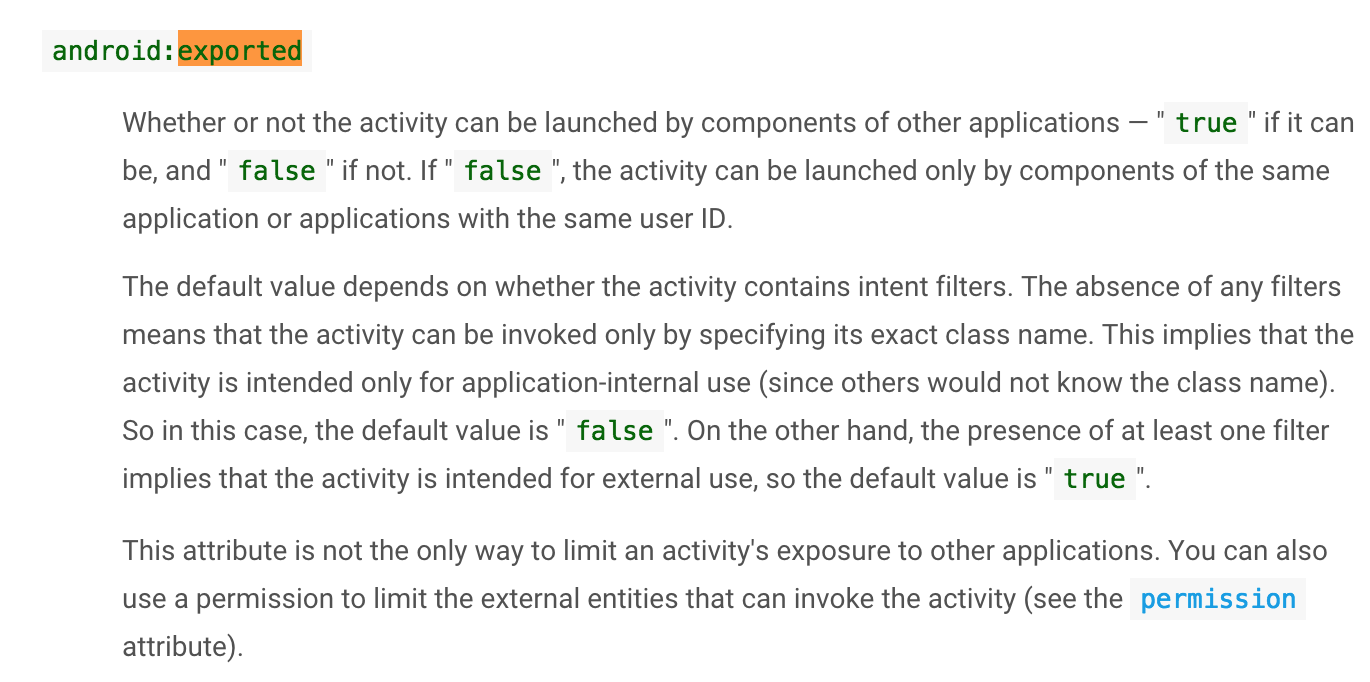 android:exported
Whether or not the activity can be launched by components of other applications — " true " if it can
be, and " false " if not. If " false ", the activity can be launched only by components of the same
application or applications with the same user ID.
The default value depends on whether the activity contains intent filters. The absence of any filters
means that the activity can be invoked only by specifying its exact class name. This implies that the
activity is intended only for application-internal use (since others would not know the class name).
So in this case, the default value is " false ". On the other hand, the presence of at least one filter
implies that the activity is intended for external use, so the default value is " true ".
This attribute is not the only way to limit an activity's exposure to other applications. You can also
use a permission to limit the external entities that can invoke the activity (see the permission
attribute).